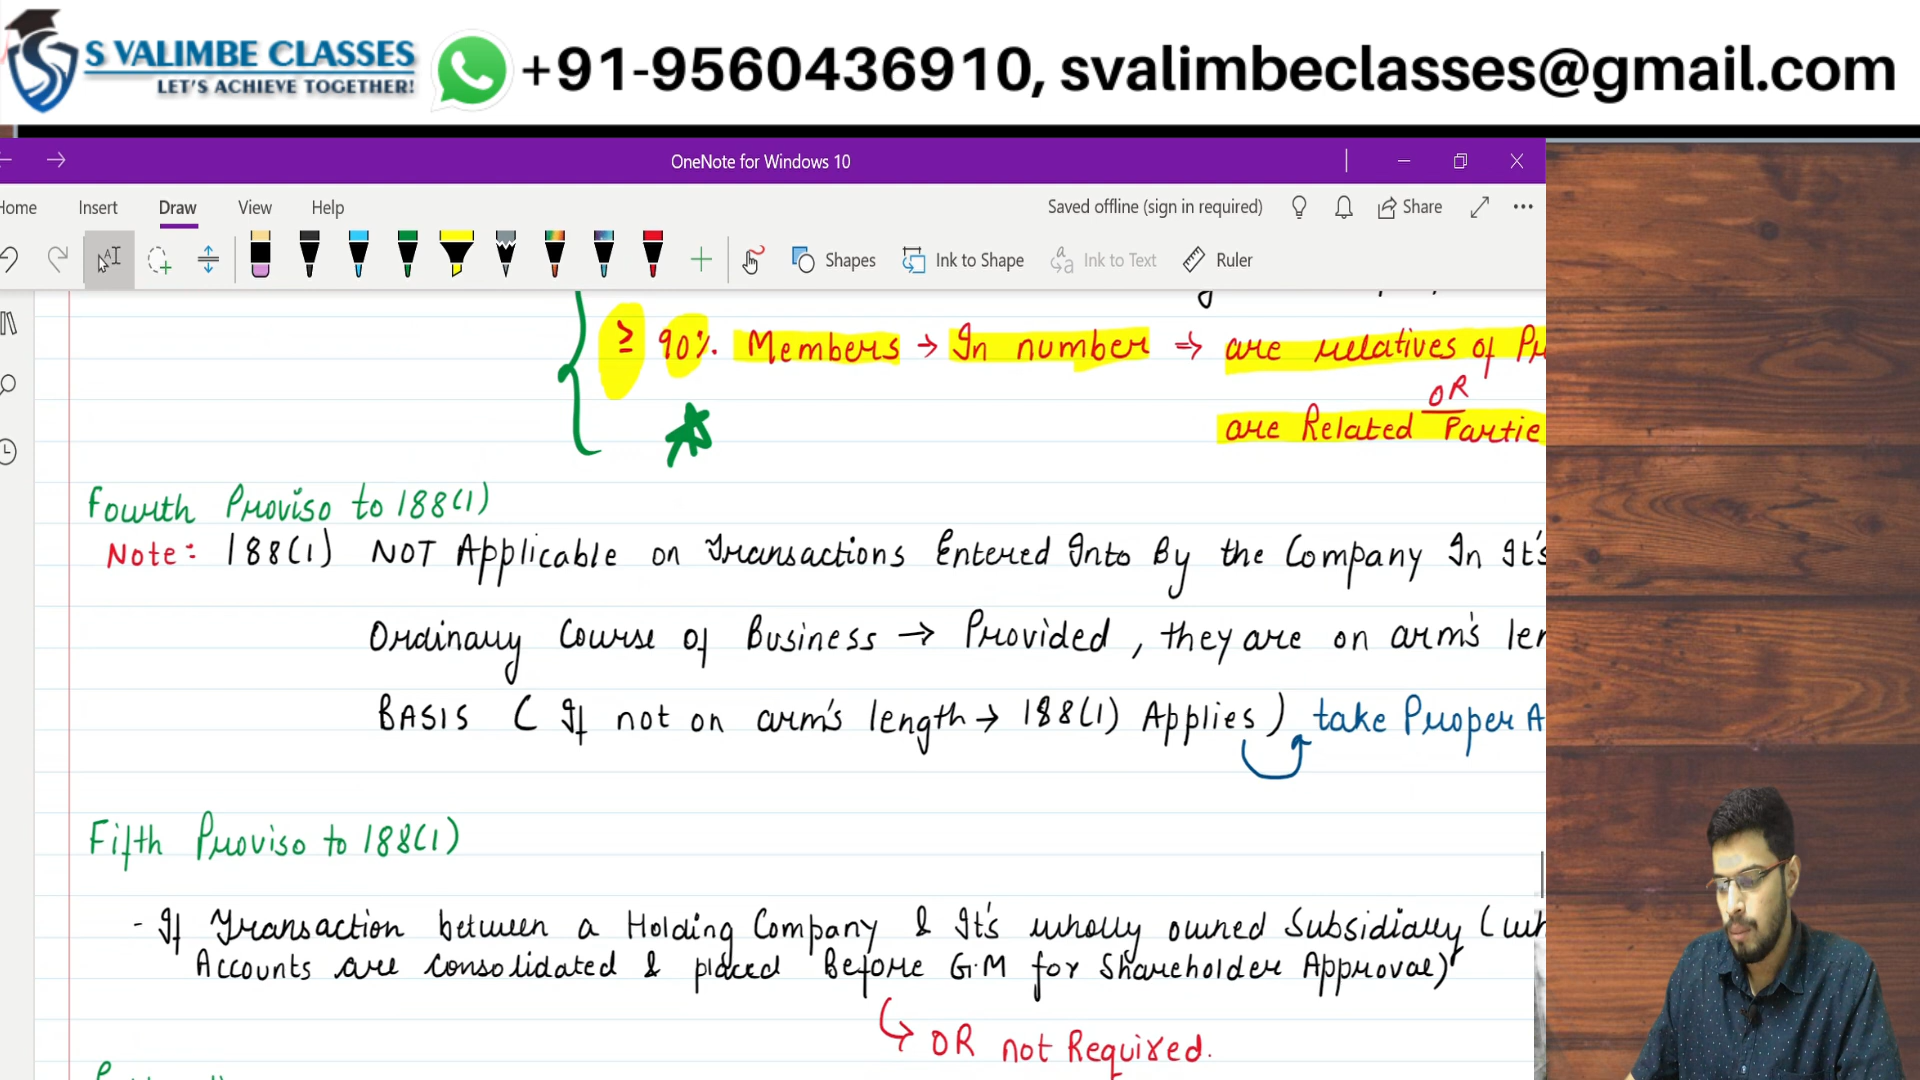 S VALIMBE CLASSES
LET'S ACHIEVE TOGETHER!
+91-9560436910, svalimbeclasses@gmail.com
OneNote for Windows 10
Home Insert Draw View Help
Saved offline (sign in required) Share
Shapes Ink to Shape Ink to Text Ruler
≥ 90% Members → In number ⇒ are relatives of
OR
are Related Partie
Fourth Proviso to 188(1)
Note: 188(1) NOT Applicable on Transactions Entered Into By the Company In It's
Ordinary Course of Business → Provided, they are on arm's len
BASIS ( If not on arm's length → 188(1) Applies ) take Proper A
Fifth Proviso to 188(1)
- If Transaction between a Holding Company & It's wholly owned Subsidiary (wh
Accounts are consolidated & placed Before G.M for Shareholder Approval)
↳ OR not Required.